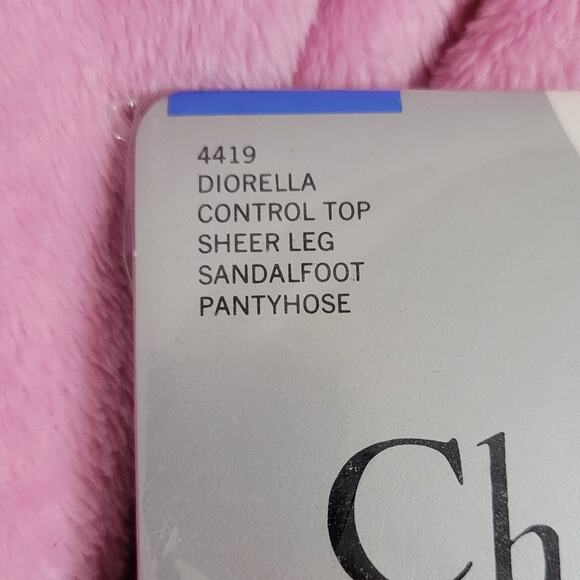 4419
DIORELLA
CONTROL TOP
SHEER LEG
SANDALFOOT
PANTYHOSE
Ch